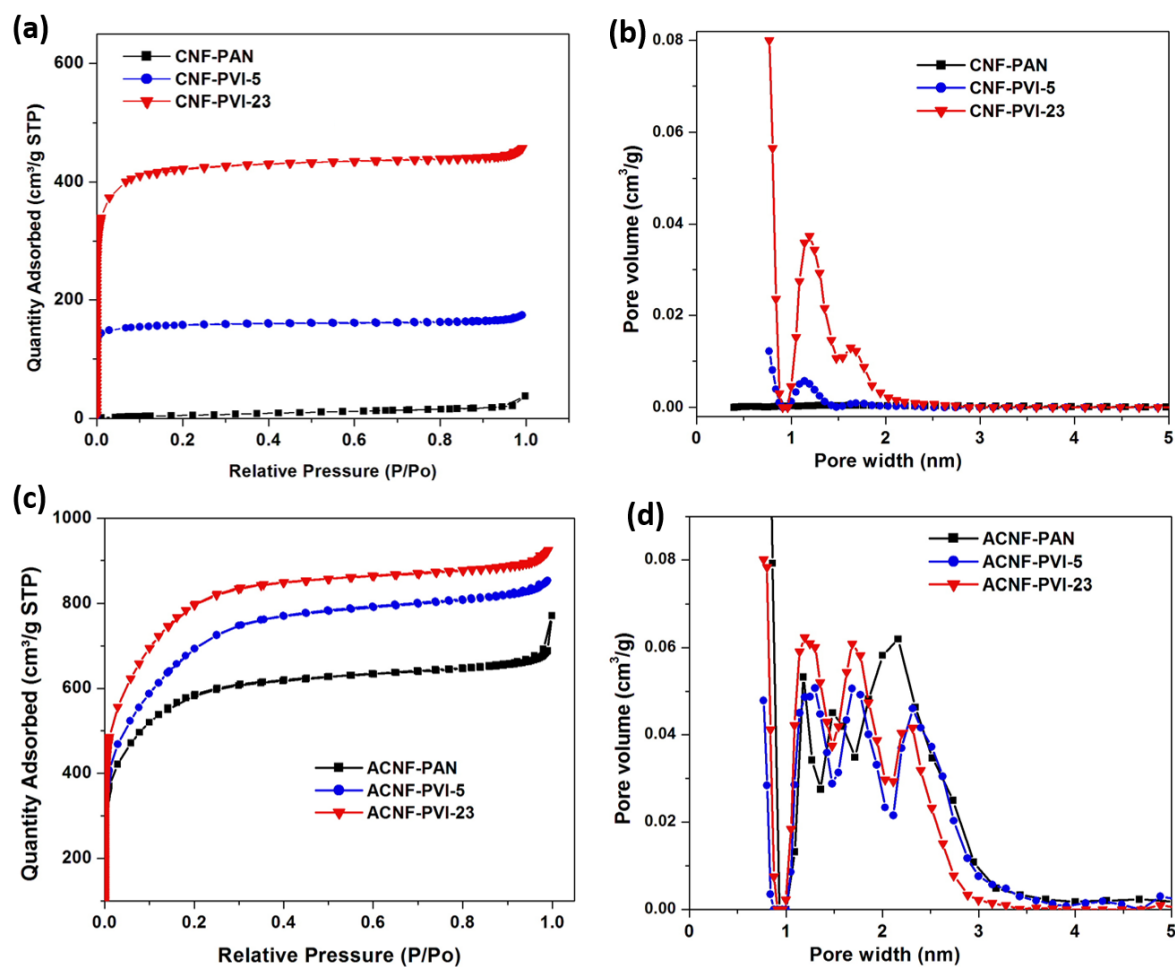 (a)
CNF-PAN
CNF-PVI-5
CNF-PVI-23
600
400
200
0
0.0 0.2 0.4 0.6 0.8 1.0
Quantity Adsorbed (cm³/g STP)
Relative Pressure (P/Po)
(b)
CNF-PAN
CNF-PVI-5
CNF-PVI-23
0.08
0.06
0.04
0.02
0.00
0 1 2 3 4 5
Pore volume (cm³/g)
Pore width (nm)
(c)
ACNF-PAN
ACNF-PVI-5
ACNF-PVI-23
1000
800
600
400
200
0.0 0.2 0.4 0.6 0.8 1.0
Quantity Adsorbed (cm³/g STP)
Relative Pressure (P/Po)
(d)
ACNF-PAN
ACNF-PVI-5
ACNF-PVI-23
0.08
0.06
0.04
0.02
0.00
0 1 2 3 4 5
Pore volume (cm³/g)
Pore width (nm)